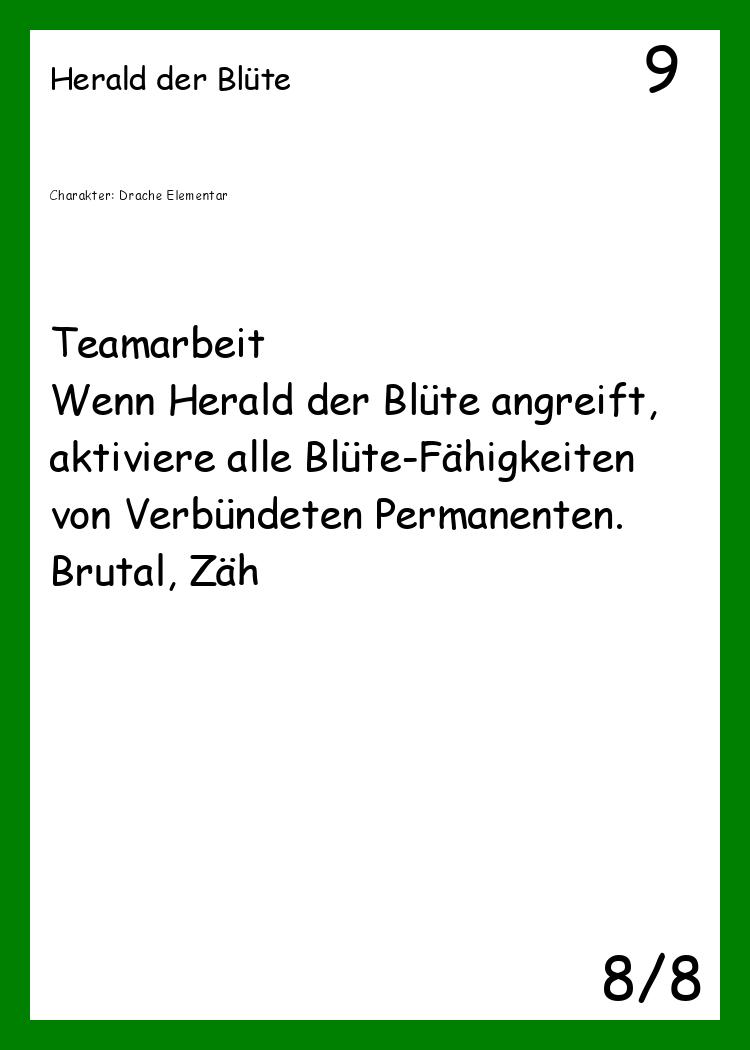 Herald der Blüte
9
Charakter: Drache Elementar
Teamarbeit
Wenn Herald der Blüte angreift,
aktiviere alle Blüte-Fähigkeiten
von Verbündeten Permanenten.
Brutal, Zäh
8/8